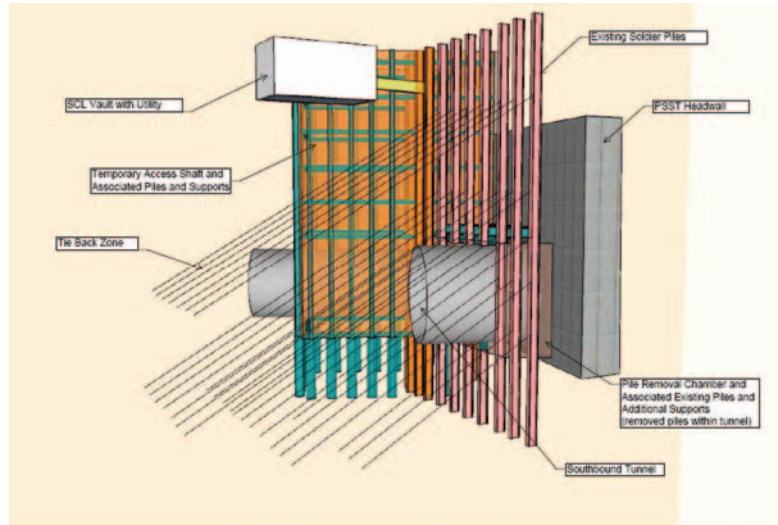 Existing Soldier Piles
SCL Vault with Utility
PSST Headwall
Temporary Access Shaft and
Associated Piles and Supports
Tie Back Zone
Pile Removal Chamber and
Associated Existing Piles and
Additional Supports
(removed piles within tunnel)
Southbound Tunnel